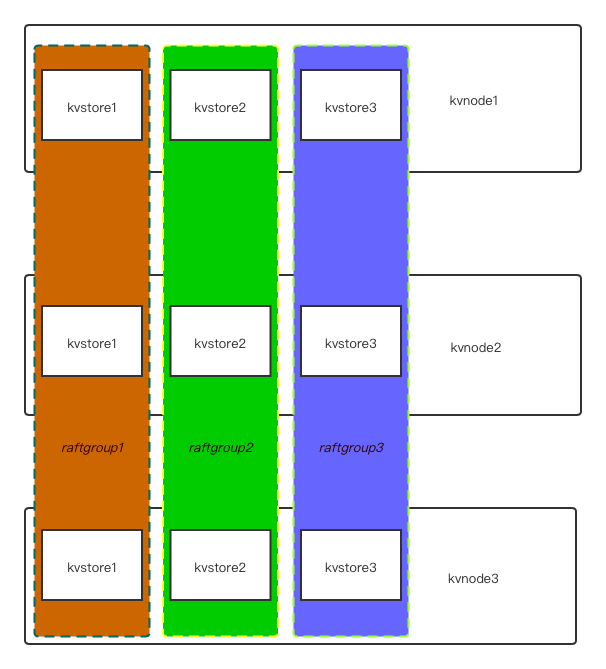 kvstore1
kvstore2
kvstore3
kvnode1
kvstore1
kvstore2
kvstore3
kvnode2
raftgroup1
raftgroup2
raftgroup3
kvstore1
kvstore2
kvstore3
kvnode3